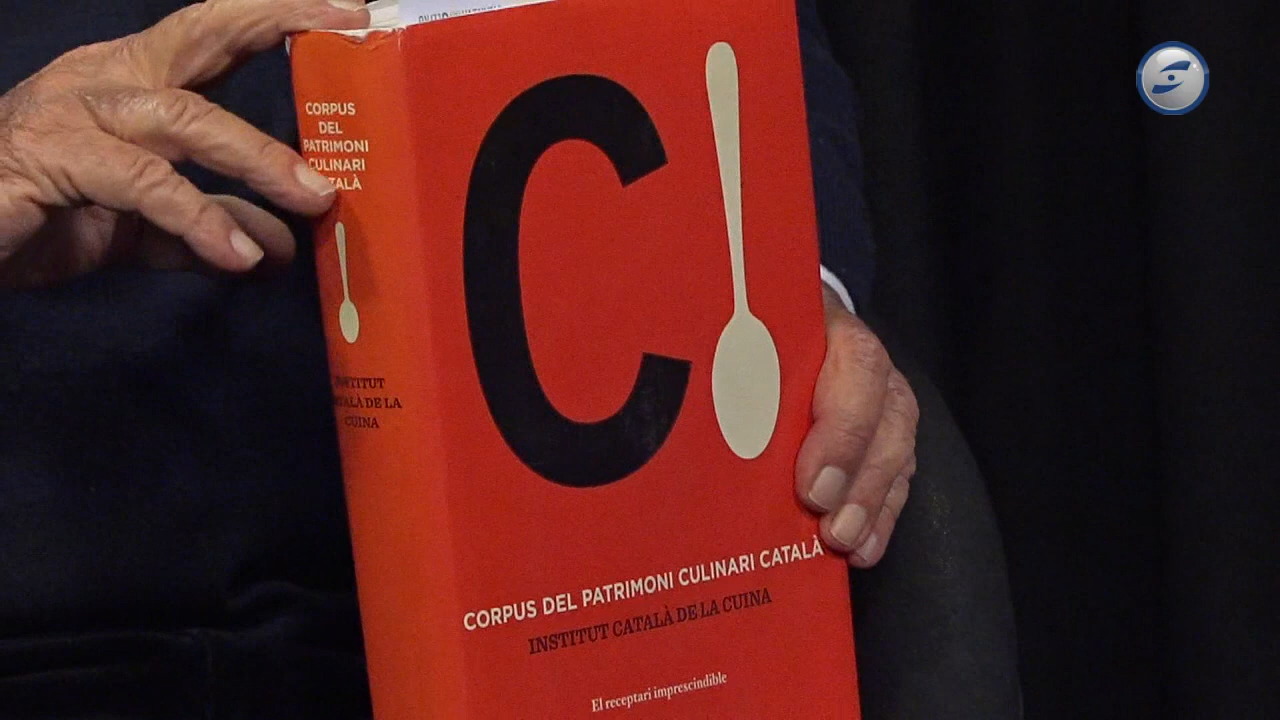 CORPUS
DEL
PATRIMONI
CULINARI
CATALÀ
INSTITUT
CATALÀ DE LA
CUINA
C!
CORPUS DEL PATRIMONI CULINARI CATALÀ
INSTITUT CATALÀ DE LA CUINA
El receptari imprescindible